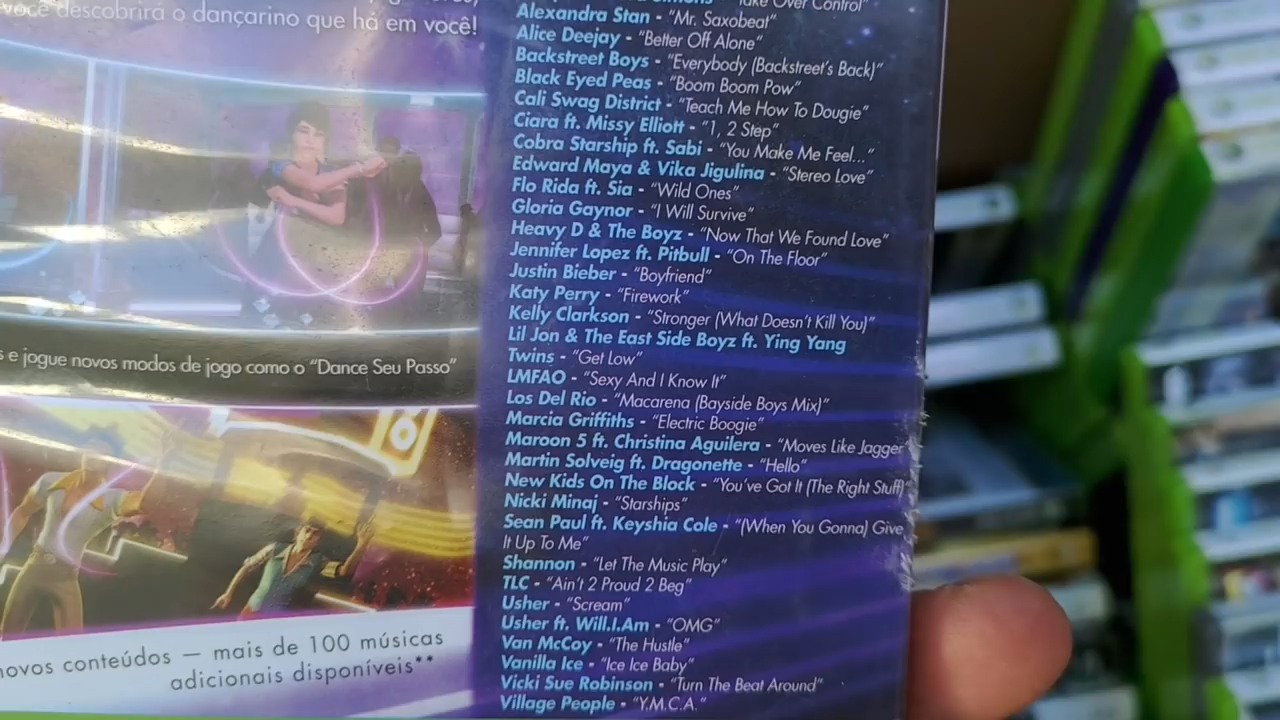 você descobrirá o dançarino que há em você!
s e jogue novos modos de jogo como o “Dance Seu Passo”
novos conteúdos — mais de 100 músicas
adicionais disponíveis**
Take Over Control”
Alexandra Stan - “Mr. Saxobeat”
Alice Deejay - “Better Off Alone”
Backstreet Boys - “Everybody (Backstreet’s Back)”
Black Eyed Peas - “Boom Boom Pow”
Cali Swag District - “Teach Me How To Dougie”
Ciara ft. Missy Elliott - “1, 2 Step”
Cobra Starship ft. Sabi - “You Make Me Feel...”
Edward Maya & Vika Jigulina - “Stereo Love”
Flo Rida ft. Sia - “Wild Ones”
Gloria Gaynor - “I Will Survive”
Heavy D & The Boyz - “Now That We Found Love”
Jennifer Lopez ft. Pitbull - “On The Floor”
Justin Bieber - “Boyfriend”
Katy Perry - “Firework”
Kelly Clarkson - “Stronger (What Doesn’t Kill You)”
Lil Jon & The East Side Boyz ft. Ying Yang
Twins - “Get Low”
LMFAO - “Sexy And I Know It”
Los Del Rio - “Macarena (Bayside Boys Mix)”
Marcia Griffiths - “Electric Boogie”
Maroon 5 ft. Christina Aguilera - “Moves Like Jagger”
Martin Solveig ft. Dragonette - “Hello”
New Kids On The Block - “You’ve Got It (The Right Stuff)”
Nicki Minaj - “Starships”
Sean Paul ft. Keyshia Cole - “(When You Gonna) Give
It Up To Me”
Shannon - “Let The Music Play”
TLC - “Ain’t 2 Proud 2 Beg”
Usher - “Scream”
Usher ft. Will.I.Am - “OMG”
Van McCoy - “The Hustle”
Vanilla Ice - “Ice Ice Baby”
Vicki Sue Robinson - “Turn The Beat Around”
Village People - “Y.M.C.A.”